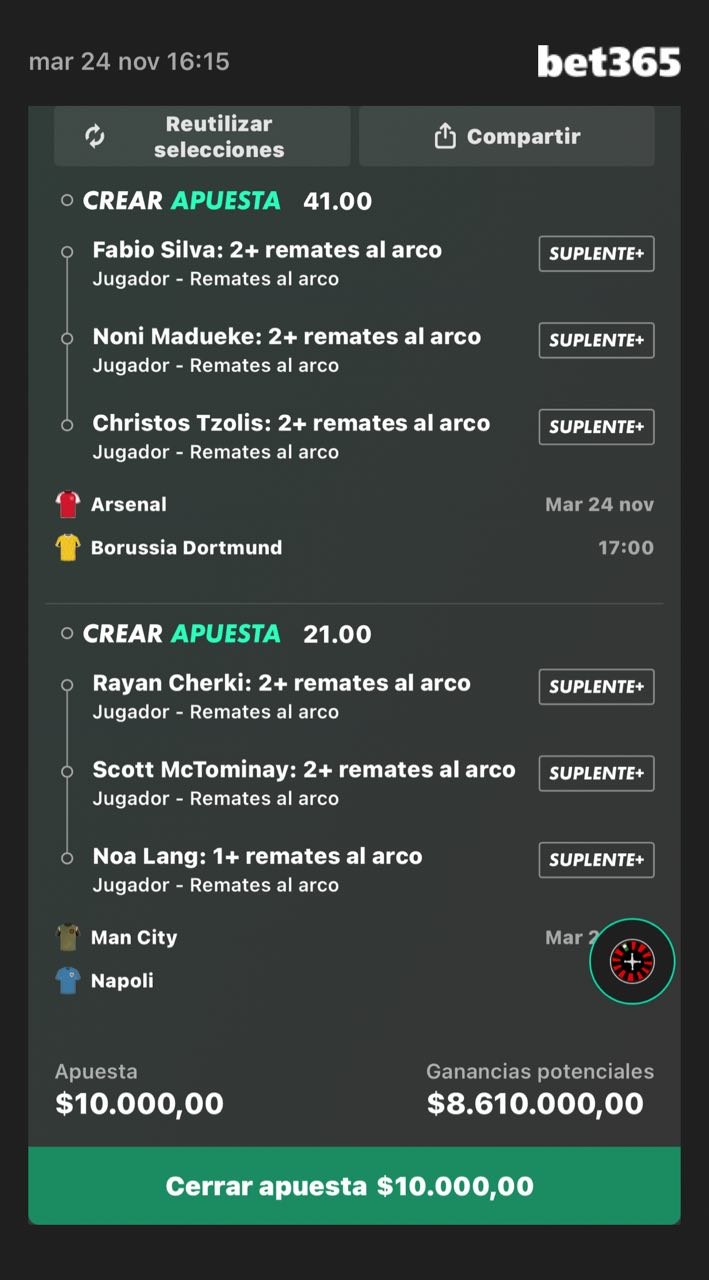 mar 24 nov 16:15
bet365
Reutilizar
selecciones
Compartir
CREAR APUESTA 41.00
Fabio Silva: 2+ remates al arco
SUPLENTE+
Jugador - Remates al arco
Noni Madueke: 2+ remates al arco
SUPLENTE+
Jugador - Remates al arco
Christos Tzolis: 2+ remates al arco
SUPLENTE+
Jugador - Remates al arco
Arsenal
Mar 24 nov
Borussia Dortmund
17:00
CREAR APUESTA 21.00
Rayan Cherki: 2+ remates al arco
SUPLENTE+
Jugador - Remates al arco
Scott McTominay: 2+ remates al arco
SUPLENTE+
Jugador - Remates al arco
Noa Lang: 1+ remates al arco
SUPLENTE+
Jugador - Remates al arco
Man City
Mar
Napoli
Apuesta
Ganancias potenciales
$10.000,00
$8.610.000,00
Cerrar apuesta $10.000,00